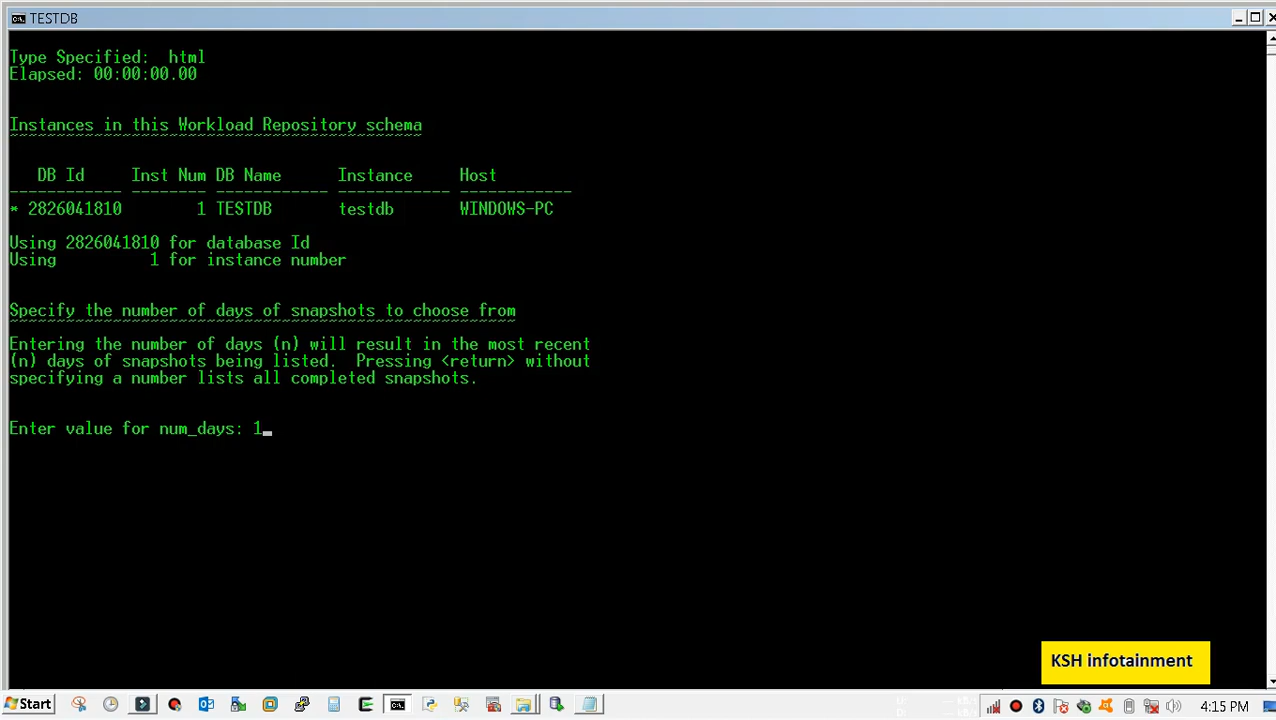 TESTDB
Type Specified:  html
Elapsed: 00:00:00.00
Instances in this Workload Repository schema
~~~~~~~~~~~~~~~~~~~~~~~~~~~~~~~~~~~~~~~~~~~~
   DB Id     Inst Num DB Name      Instance     Host
------------ -------- ------------ ------------ ------------
* 2826041810        1 TESTDB       testdb       WINDOWS-PC
Using 2826041810 for database Id
Using          1 for instance number
Specify the number of days of snapshots to choose from
~~~~~~~~~~~~~~~~~~~~~~~~~~~~~~~~~~~~~~~~~~~~~~~~~~~~~~
Entering the number of days (n) will result in the most recent
(n) days of snapshots being listed.  Pressing <return> without
specifying a number lists all completed snapshots.
Enter value for num_days: 1_
KSH infotainment
Start
4:15 PM